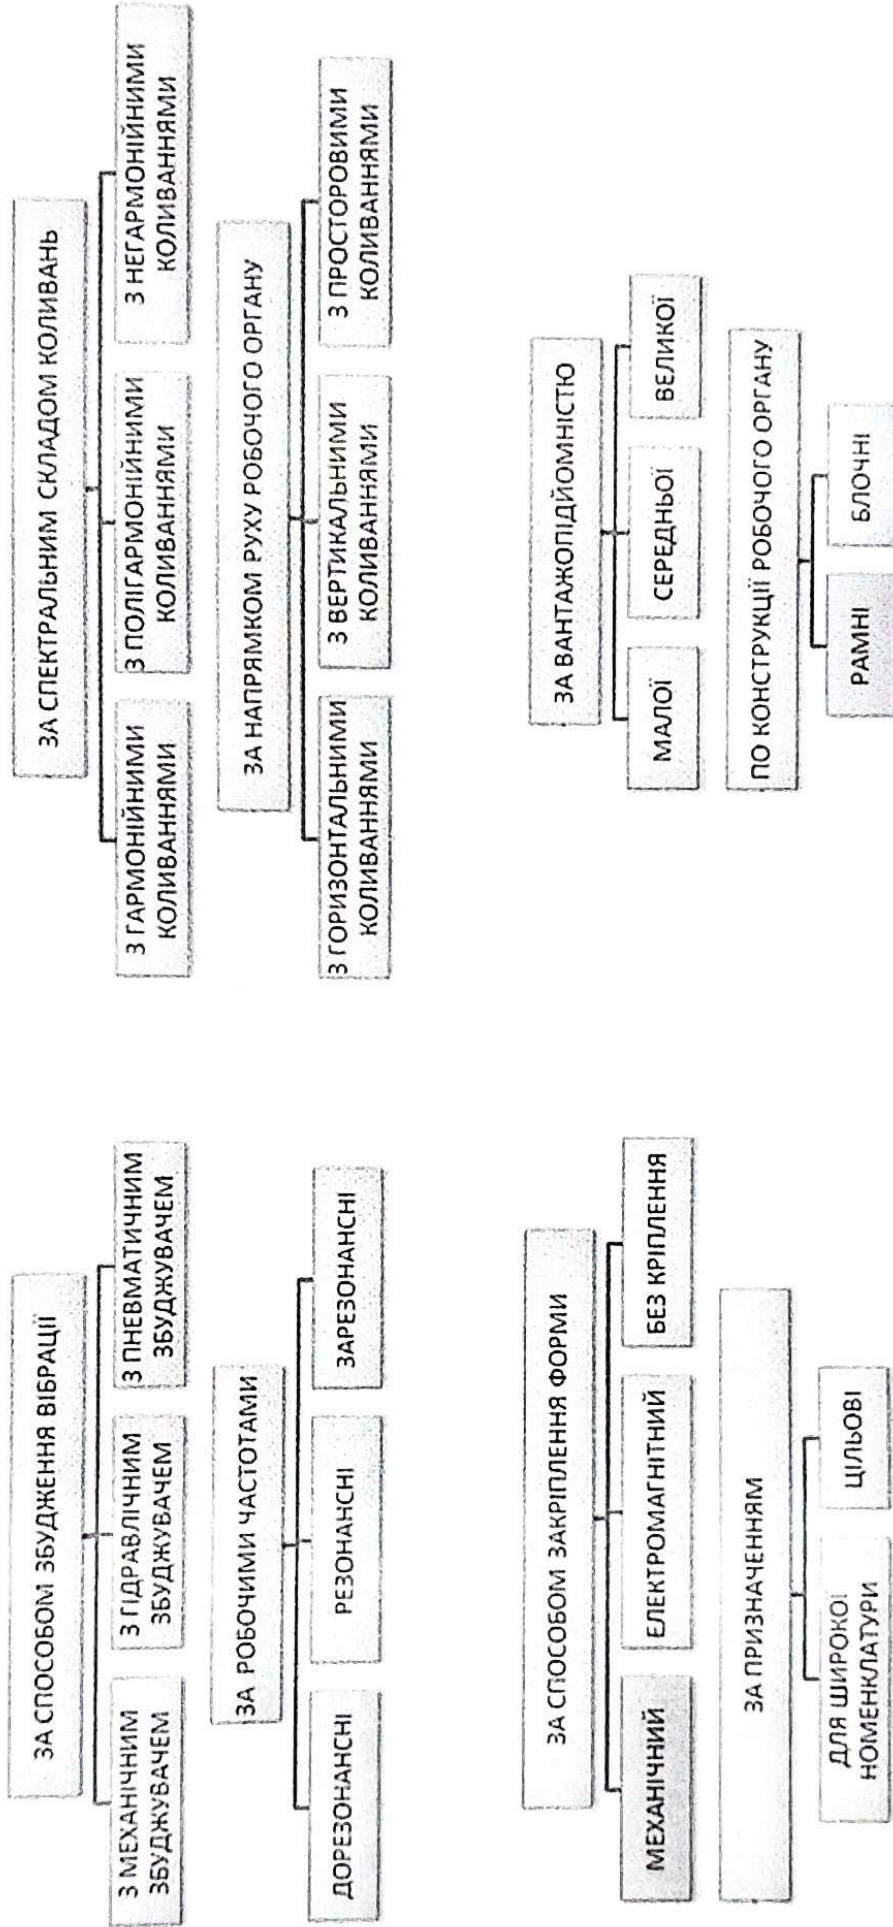 ЗА СПОСОБОМ ЗБУДЖЕННЯ ВІБРАЦІЇ
З МЕХАНІЧНИМ
ЗБУДЖУВАЧЕМ
З ГІДРАВЛІЧНИМ
ЗБУДЖУВАЧЕМ
З ПНЕВМАТИЧНИМ
ЗБУДЖУВАЧЕМ
ЗА РОБОЧИМИ ЧАСТОТАМИ
ДОРЕЗОНАНСНІ
РЕЗОНАНСНІ
ЗАРЕЗОНАНСНІ
ЗА СПЕКТРАЛЬНИМ СКЛАДОМ КОЛИВАНЬ
З ГАРМОНІЙНИМИ
КОЛИВАННЯМИ
З ПОЛІГАРМОНІЙНИМИ
КОЛИВАННЯМИ
З НЕГАРМОНІЙНИМИ
КОЛИВАННЯМИ
ЗА НАПРЯМКОМ РУХУ РОБОЧОГО ОРГАНУ
З ГОРИЗОНТАЛЬНИМИ
КОЛИВАННЯМИ
З ВЕРТИКАЛЬНИМИ
КОЛИВАННЯМИ
З ПРОСТОРОВИМИ
КОЛИВАННЯМИ
ЗА СПОСОБОМ ЗАКРІПЛЕННЯ ФОРМИ
МЕХАНІЧНИЙ
ЕЛЕКТРОМАГНІТНИЙ
БЕЗ КРІПЛЕННЯ
ЗА ПРИЗНАЧЕННЯМ
ДЛЯ ШИРОКОЇ
НОМЕНКЛАТУРИ
ЦІЛЬОВІ
ЗА ВАНТАЖОПІДЙОМНІСТЮ
МАЛОЇ
СЕРЕДНЬОЇ
ВЕЛИКОЇ
ПО КОНСТРУКЦІЇ РОБОЧОГО ОРГАНУ
РАМНІ
БЛОЧНІ